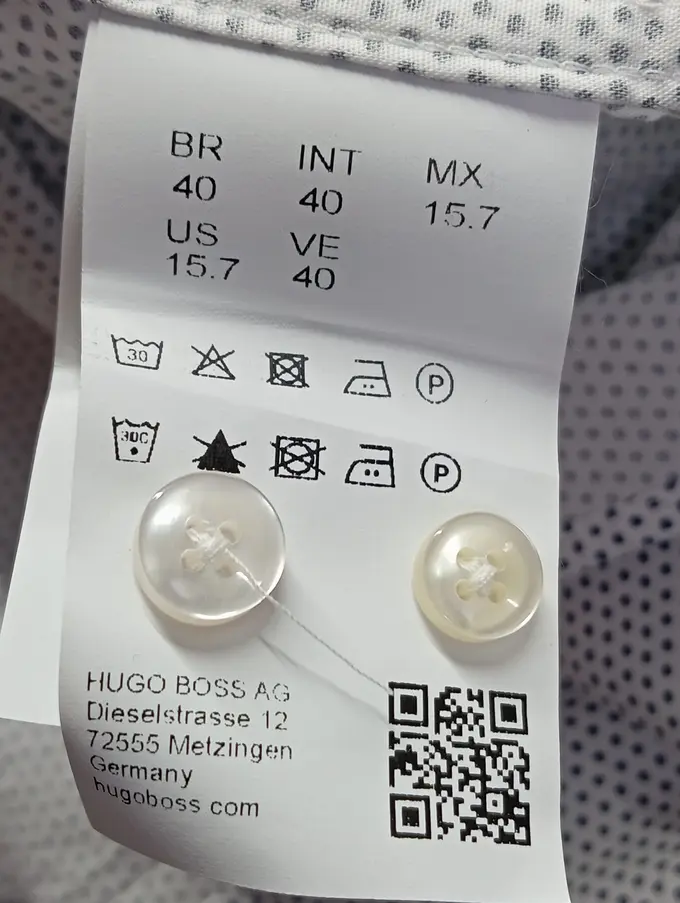 BR INT MX
40 40 15.7
US VE
15.7 40
30 P
30C P
HUGO BOSS AG
Dieselstrasse 12
72555 Metzingen
Germany
hugoboss com